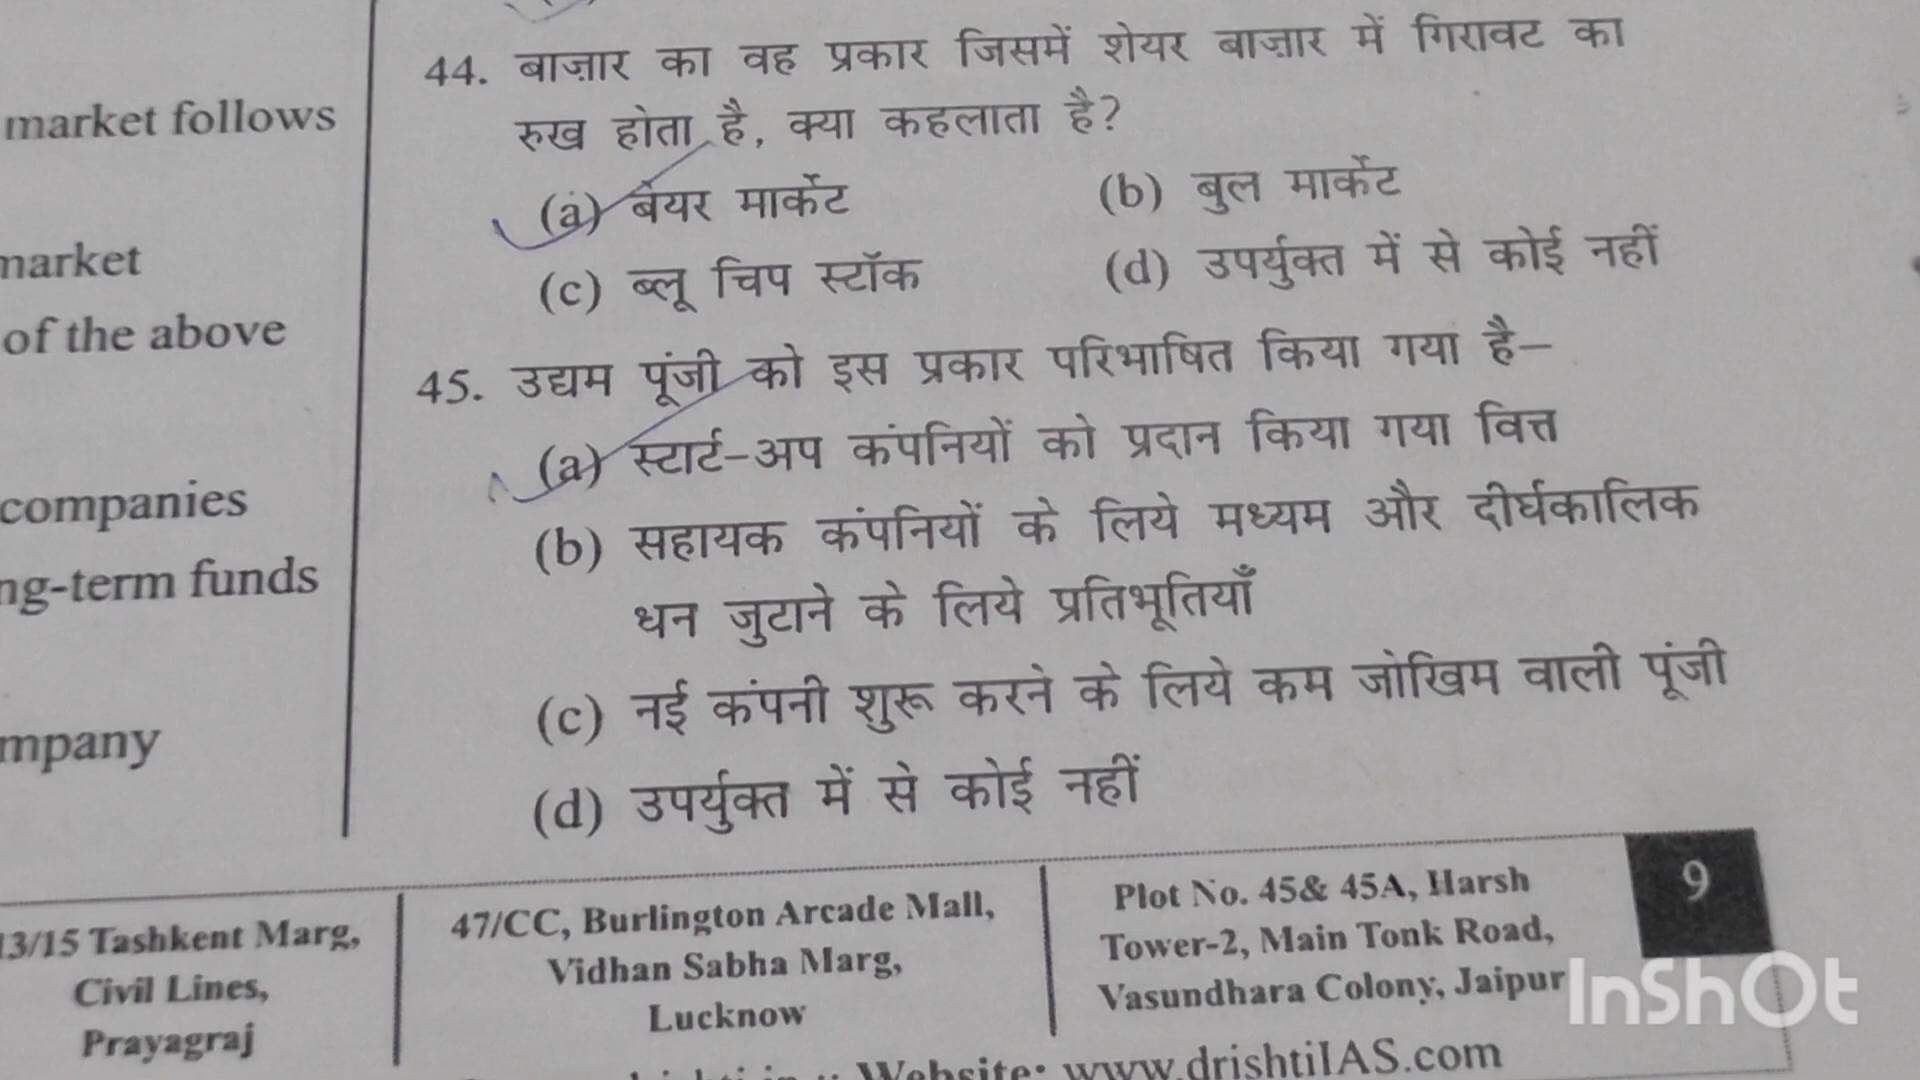 market follows
market
of the above
companies
ng-term funds
mpany
44. बाज़ार का वह प्रकार जिसमें शेयर बाज़ार में गिरावट का
रुख होता है, क्या कहलाता है?
(a) बेयर मार्केट (b) बुल मार्केट
(c) ब्लू चिप स्टॉक (d) उपर्युक्त में से कोई नहीं
45. उद्यम पूंजी को इस प्रकार परिभाषित किया गया है–
(a) स्टार्ट-अप कंपनियों को प्रदान किया गया वित्त
(b) सहायक कंपनियों के लिये मध्यम और दीर्घकालिक
धन जुटाने के लिये प्रतिभूतियाँ
(c) नई कंपनी शुरू करने के लिये कम जोखिम वाली पूंजी
(d) उपर्युक्त में से कोई नहीं
13/15 Tashkent Marg,
Civil Lines,
Prayagraj
47/CC, Burlington Arcade Mall,
Vidhan Sabha Marg,
Lucknow
Plot No. 45& 45A, Harsh
Tower-2, Main Tonk Road,
Vasundhara Colony, Jaipur
9
InShOt
Website: www.drishtiIAS.com